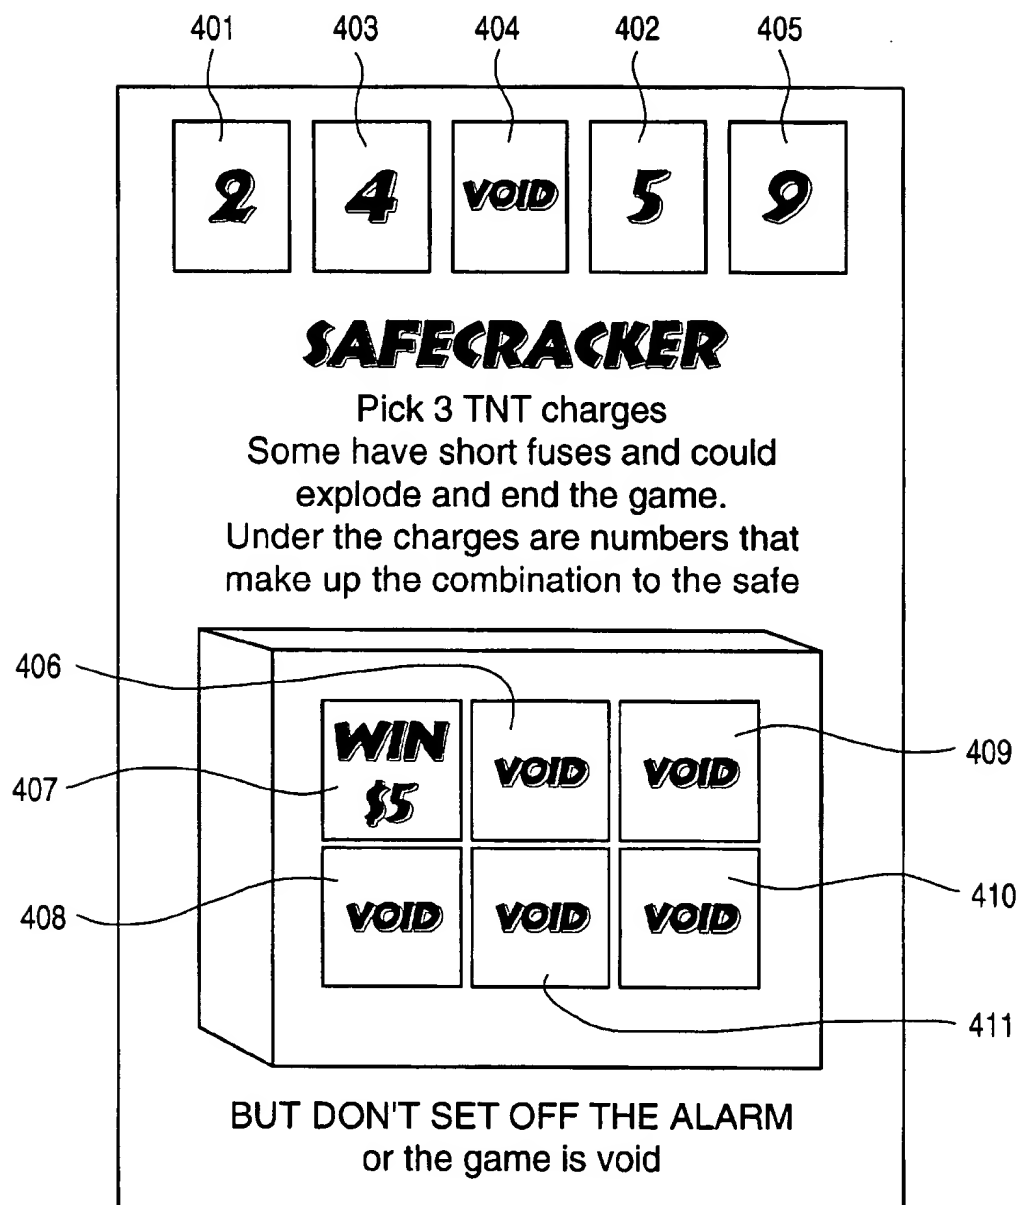 401 403 404 402 405
2 4 VOID 5 9
SAFECRACKER
Pick 3 TNT charges
Some have short fuses and could
explode and end the game.
Under the charges are numbers that
make up the combination to the safe
406
WIN
$5
VOID VOID
409
407
408
VOID VOID VOID
410
411
BUT DON'T SET OFF THE ALARM
or the game is void